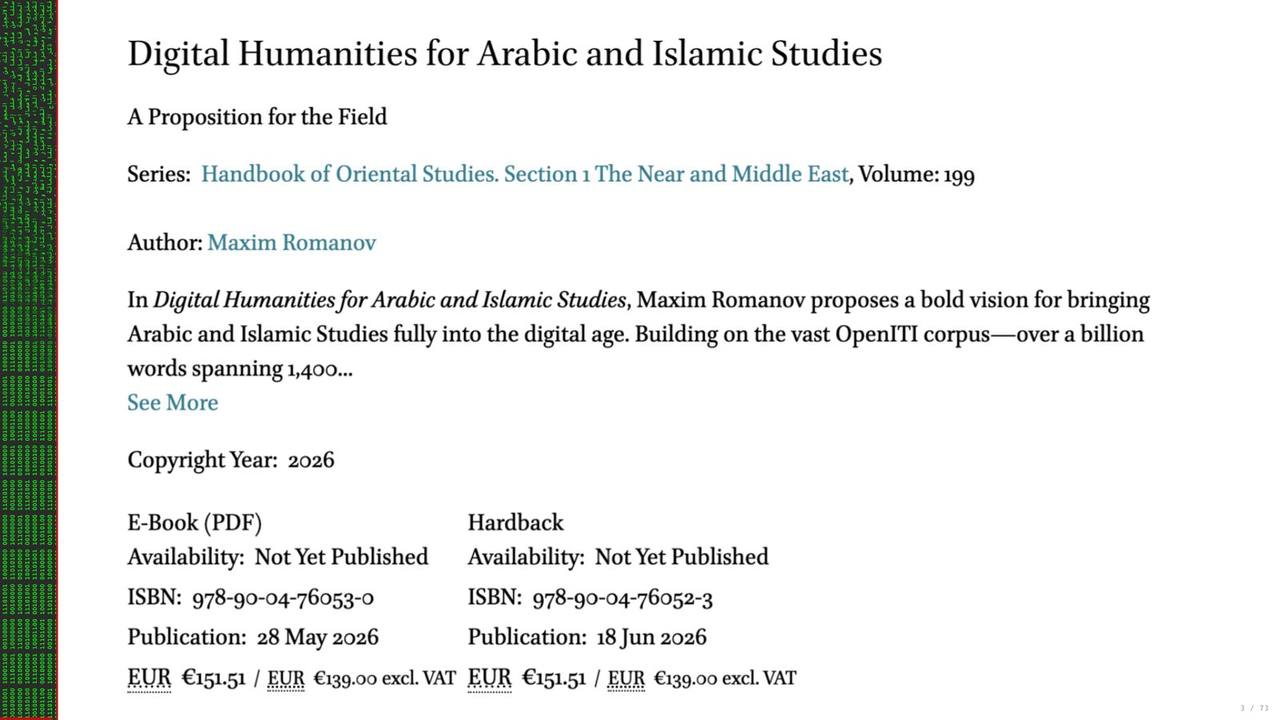 Digital Humanities for Arabic and Islamic Studies
A Proposition for the Field
Series: Handbook of Oriental Studies. Section 1 The Near and Middle East, Volume: 199
Author: Maxim Romanov
In Digital Humanities for Arabic and Islamic Studies, Maxim Romanov proposes a bold vision for bringing
Arabic and Islamic Studies fully into the digital age. Building on the vast OpenITI corpus—over a billion
words spanning 1,400...
See More
Copyright Year: 2026
E-Book (PDF)
Availability: Not Yet Published
ISBN: 978-90-04-76053-0
Publication: 28 May 2026
EUR €151.51 / EUR €139.00 excl. VAT
Hardback
Availability: Not Yet Published
ISBN: 978-90-04-76052-3
Publication: 18 Jun 2026
EUR €151.51 / EUR €139.00 excl. VAT
3 / 73